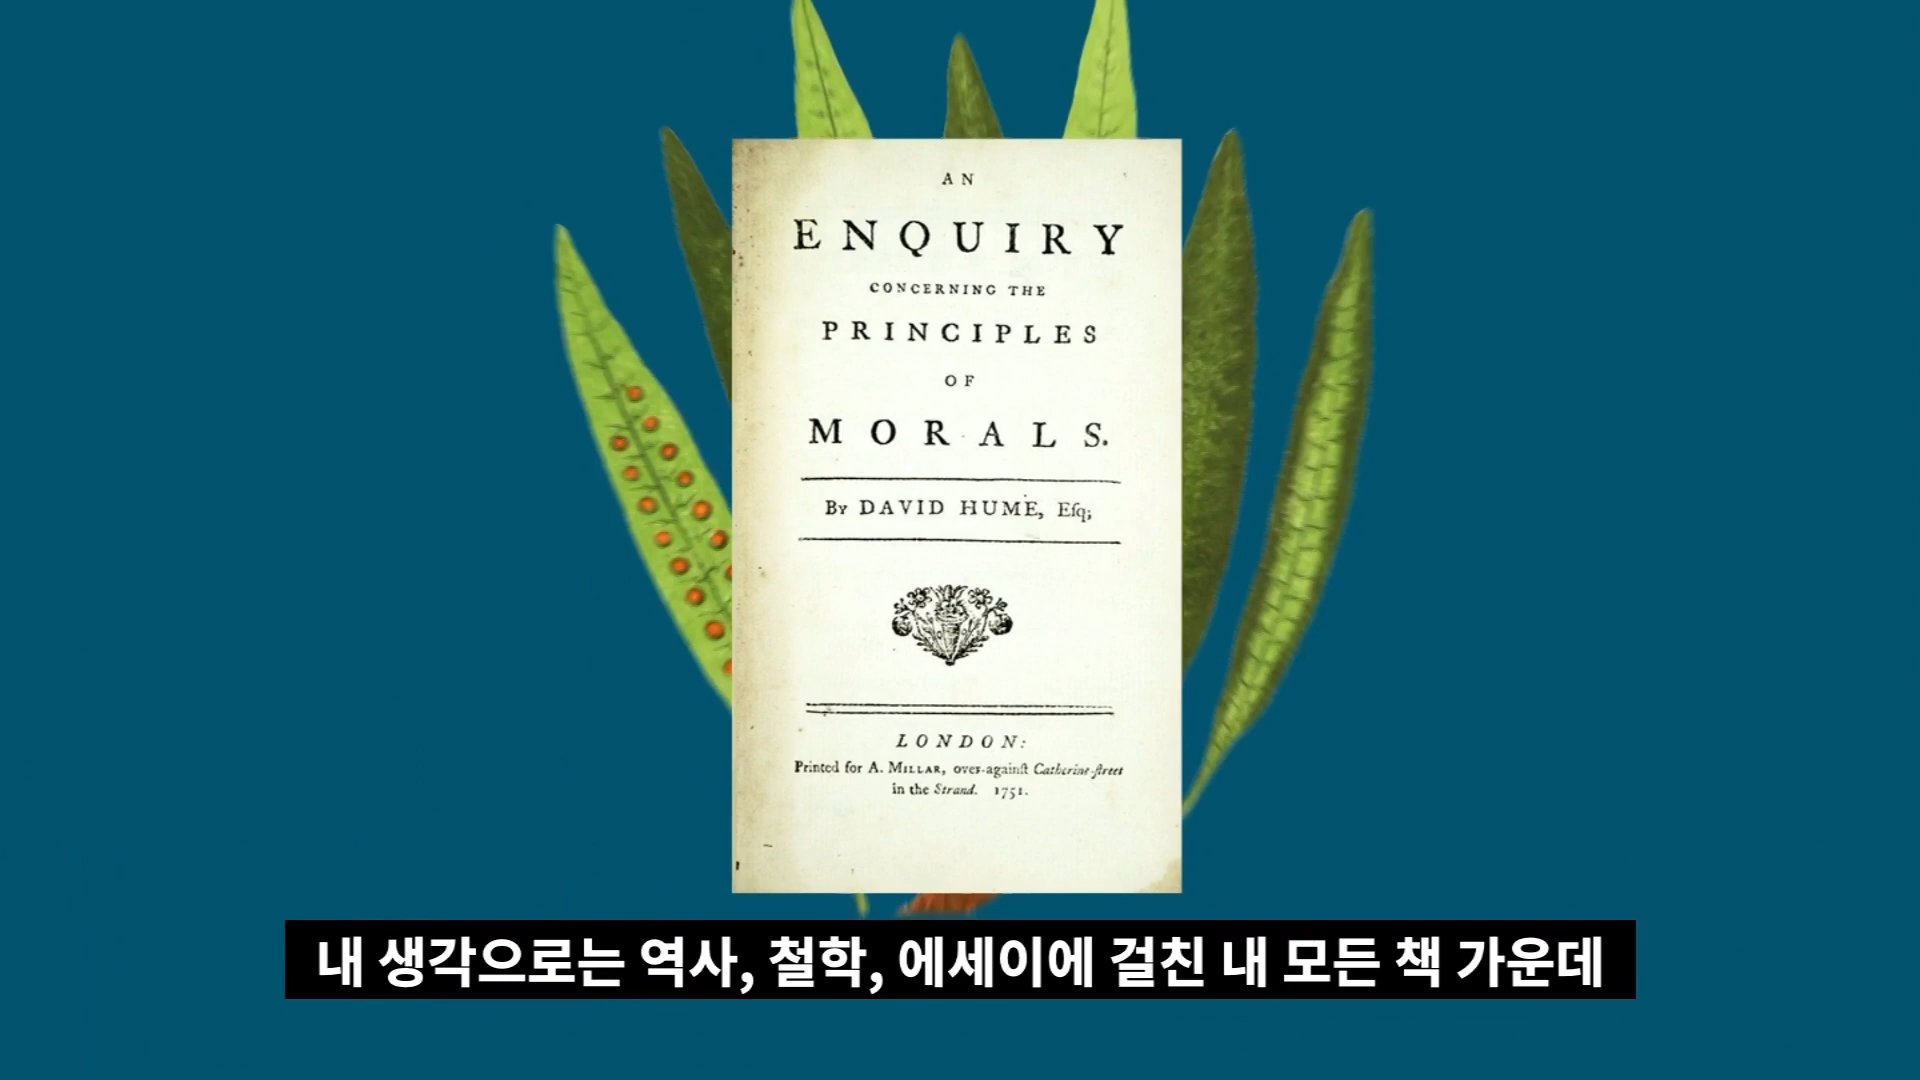 AN
ENQUIRY
CONCERNING THE
PRINCIPLES
OF
MORALS.
By DAVID HUME, Eſq;
LONDON:
Printed for A. MILLAR, over-againſt Catherine-ſtreet
in the Strand. 1751.
내 생각으로는 역사, 철학, 에세이에 걸친 내 모든 책 가운데